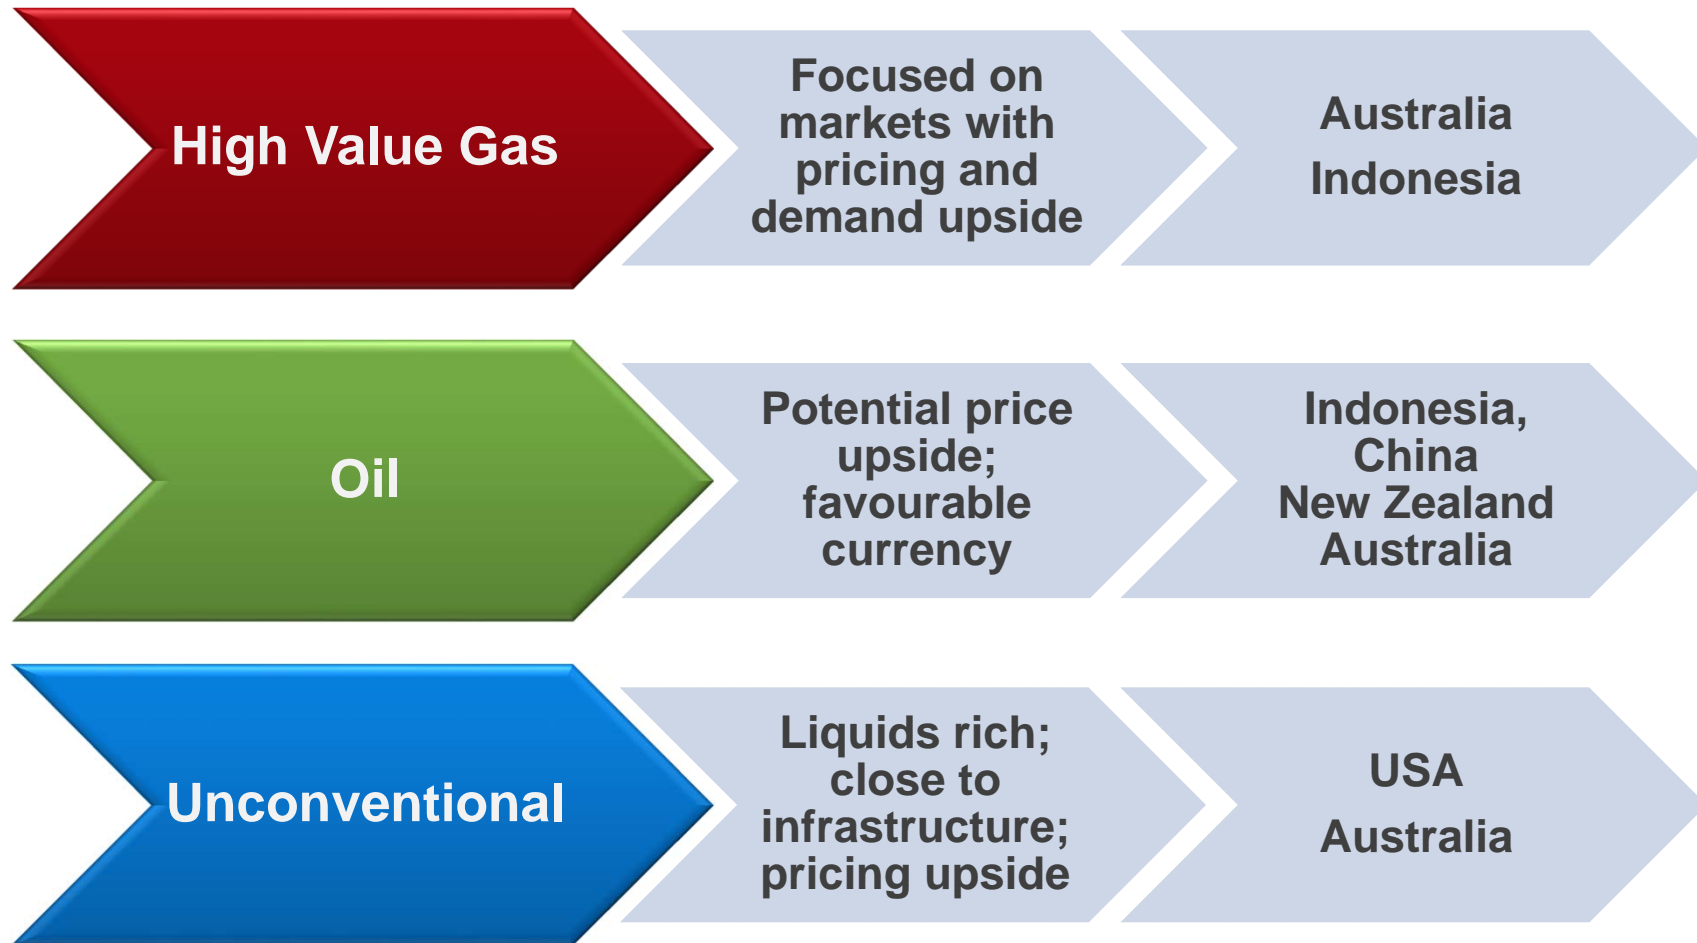 High Value Gas
Focused on
markets with
pricing and
demand upside
Australia
Indonesia
Oil
Potential price
upside;
favourable
currency
Indonesia,
China
New Zealand
Australia
Unconventional
Liquids rich;
close to
infrastructure;
pricing upside
USA
Australia